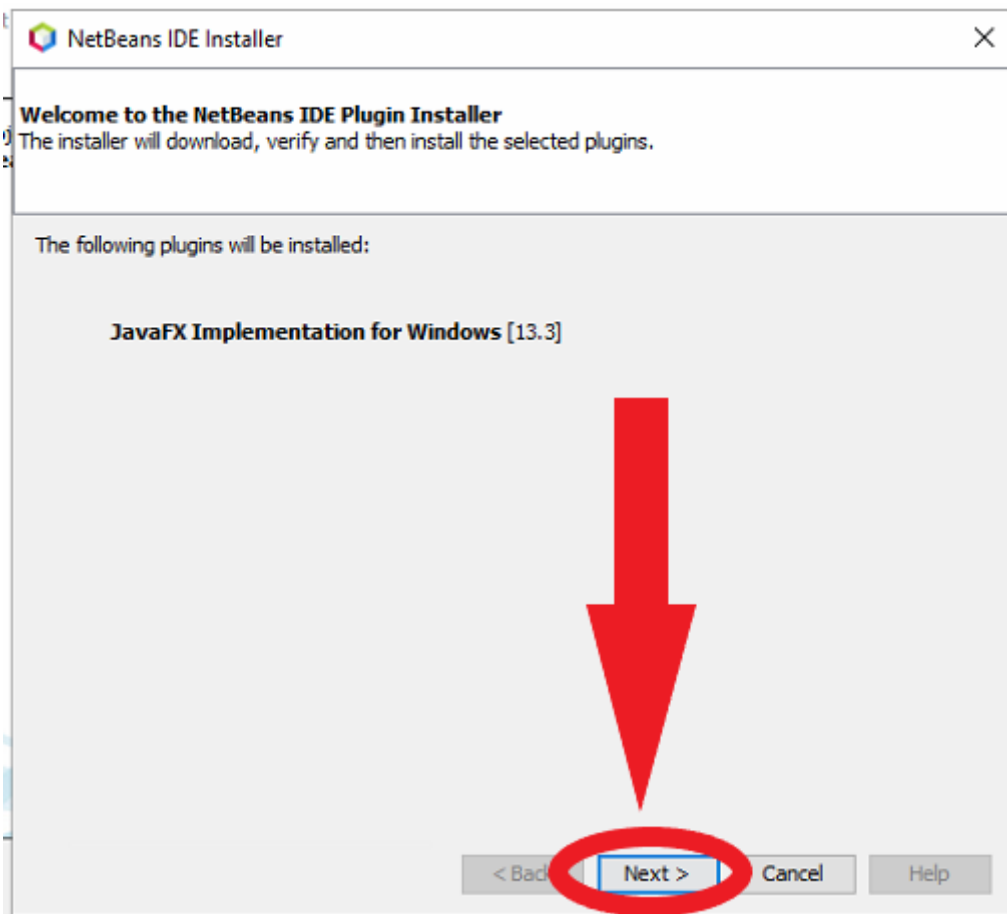 NetBeans IDE Installer
Welcome to the NetBeans IDE Plugin Installer
The installer will download, verify and then install the selected plugins.
The following plugins will be installed:
JavaFX Implementation for Windows [13.3]
< Back Next > Cancel Help